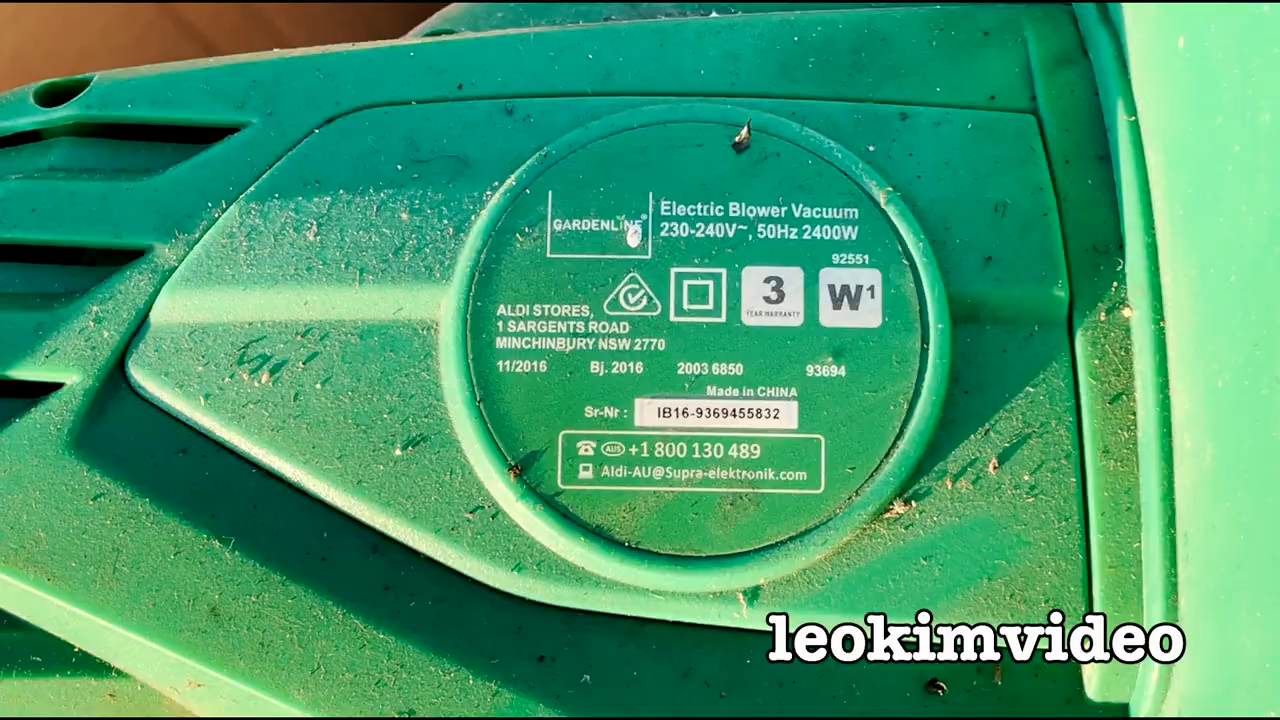 GARDENLINE®
Electric Blower Vacuum
230-240V~, 50Hz 2400W
92551
3
YEAR WARRANTY
W1
ALDI STORES,
1 SARGENTS ROAD
MINCHINBURY NSW 2770
11/2016 Bj. 2016 2003 6850 93694
Made in CHINA
Sr-Nr : IB16-9369455832
AUS +1 800 130 489
Aldi-AU@Supra-elektronik.com
leokimvideo